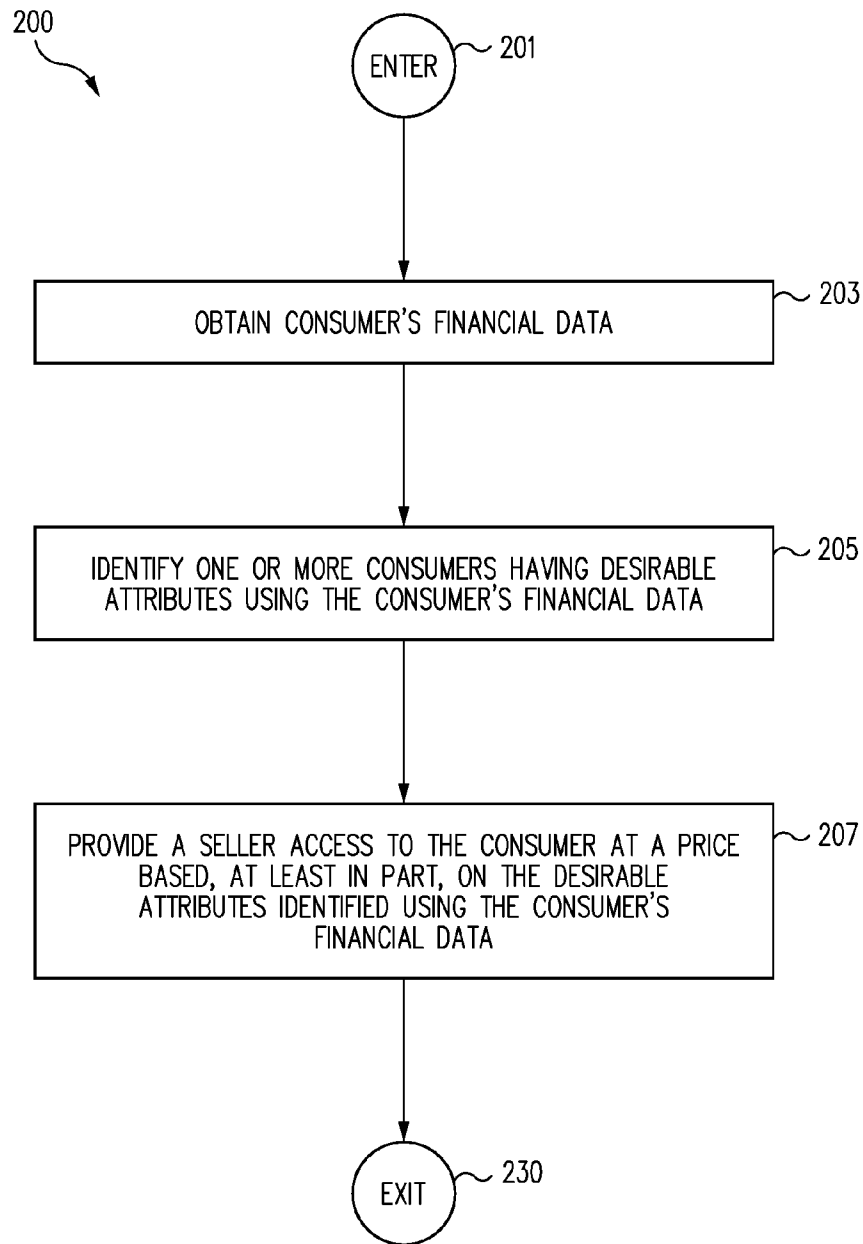 200
ENTER
201
OBTAIN CONSUMER'S FINANCIAL DATA
203
IDENTIFY ONE OR MORE CONSUMERS HAVING DESIRABLE
ATTRIBUTES USING THE CONSUMER'S FINANCIAL DATA
205
PROVIDE A SELLER ACCESS TO THE CONSUMER AT A PRICE
BASED, AT LEAST IN PART, ON THE DESIRABLE
ATTRIBUTES IDENTIFIED USING THE CONSUMER'S
FINANCIAL DATA
207
EXIT
230